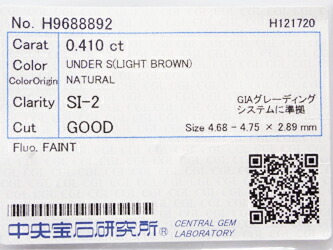 No. H9688892 H121720
Carat 0.410 ct
Color UNDER S(LIGHT BROWN)
ColorOrigin NATURAL
Clarity SI-2 GIAグレーディング
システムに準拠
Cut GOOD Size 4.68 - 4.75 × 2.89 mm
Fluo. FAINT
中央宝石研究所® CENTRAL GEM
LABORATORY